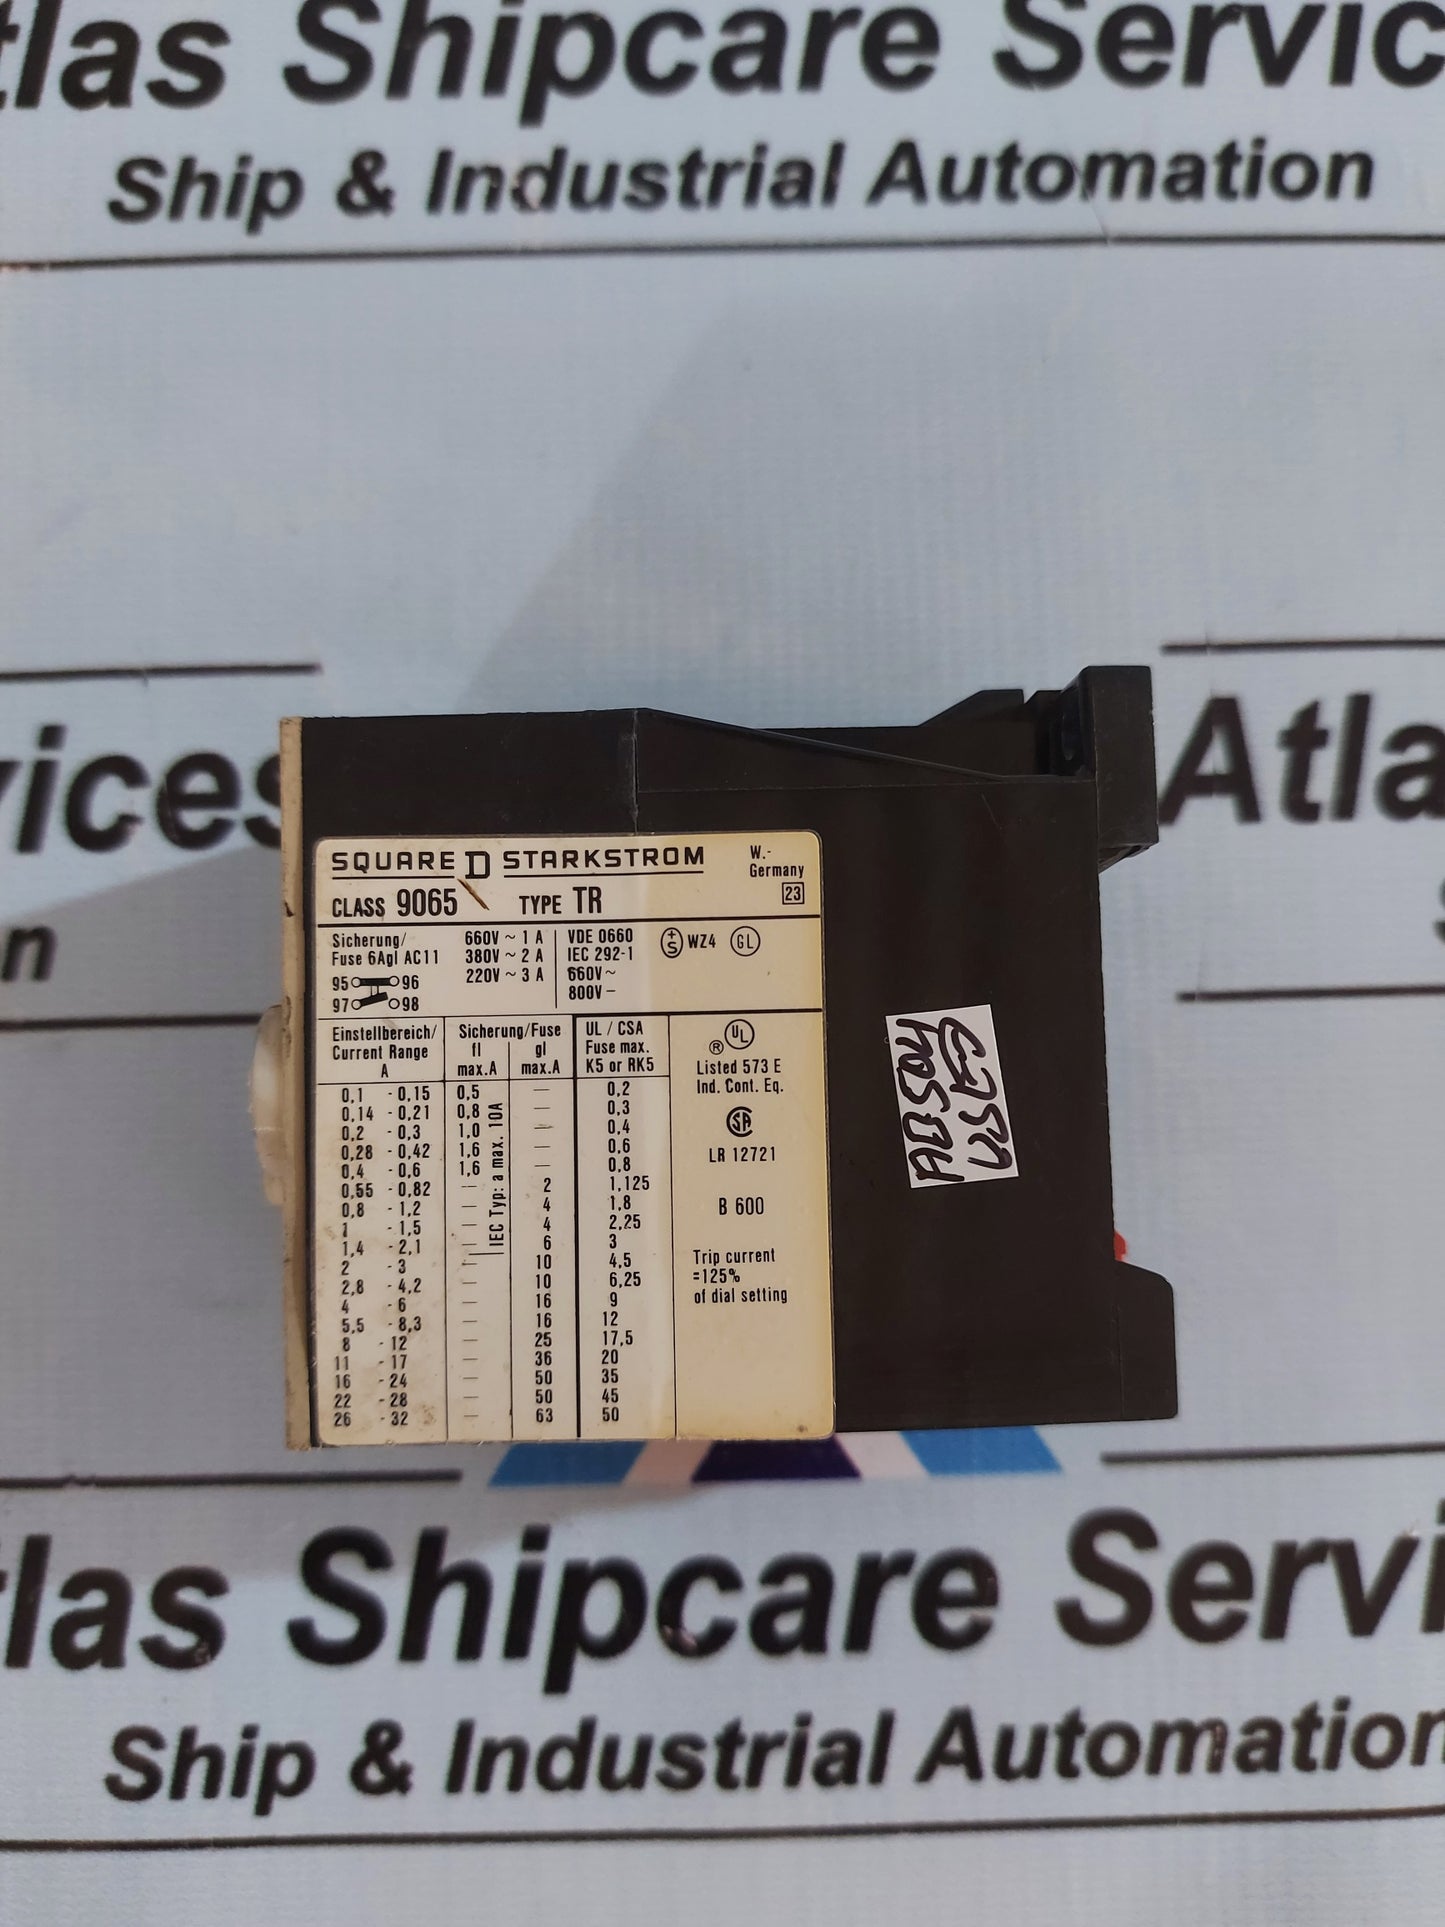 tlas Shipcare Servic
Ship & Industrial Automation
vices
Atla
n
S
SQUARE D STARKSTROM
W.-
Germany
CLASS 9065 TYPE TR
23
Sicherung/
Fuse 6Agl AC11
660V ~ 1 A
380V ~ 2 A
220V ~ 3 A
95 96
97 98
VDE 0660
IEC 292-1
660V ~
800V –
+S WZ4 GL
Einstellbereich/
Current Range
A
Sicherung/Fuse
fl gl
max.A max.A
UL / CSA
Fuse max.
K5 or RK5
0,1 - 0,15 0,5 — 0,2
0,14 - 0,21 0,8 — 0,3
0,2 - 0,3 1,0 — 0,4
0,28 - 0,42 1,6 — 0,6
0,4 - 0,6 1,6 — 0,8
0,55 - 0,82 — 2 1,125
0,8 - 1,2 — 4 1,8
1 - 1,5 — 4 2,25
1,4 - 2,1 — 6 3
2 - 3 — 10 4,5
2,8 - 4,2 — 10 6,25
4 - 6 — 16 9
5,5 - 8,3 — 16 12
8 - 12 — 25 17,5
11 - 17 — 36 20
16 - 24 — 50 35
22 - 28 — 50 45
26 - 32 — 63 50
IEC Typ: a max. 10A
UL ®
Listed 573 E
Ind. Cont. Eq.
SA
LR 12721
B 600
Trip current
=125%
of dial setting
tlas Shipcare Servi
Ship & Industrial Automation